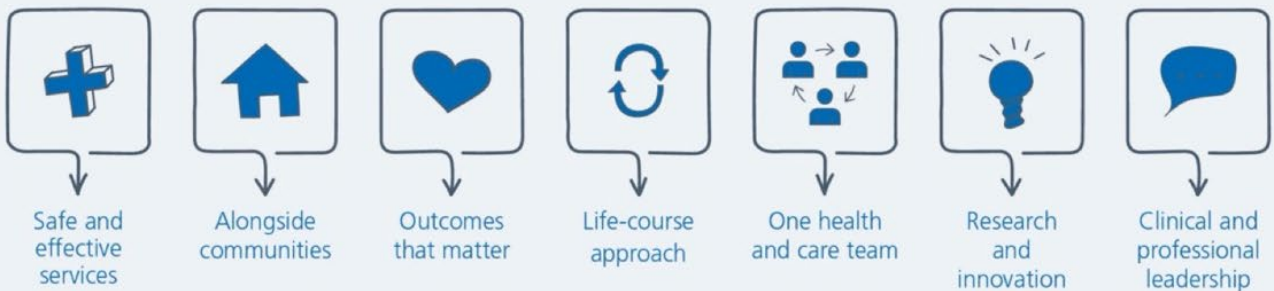 Safe and
effective
services
Alongside
communities
Outcomes
that matter
Life-course
approach
One health
and care team
Research
and
innovation
Clinical and
professional
leadership